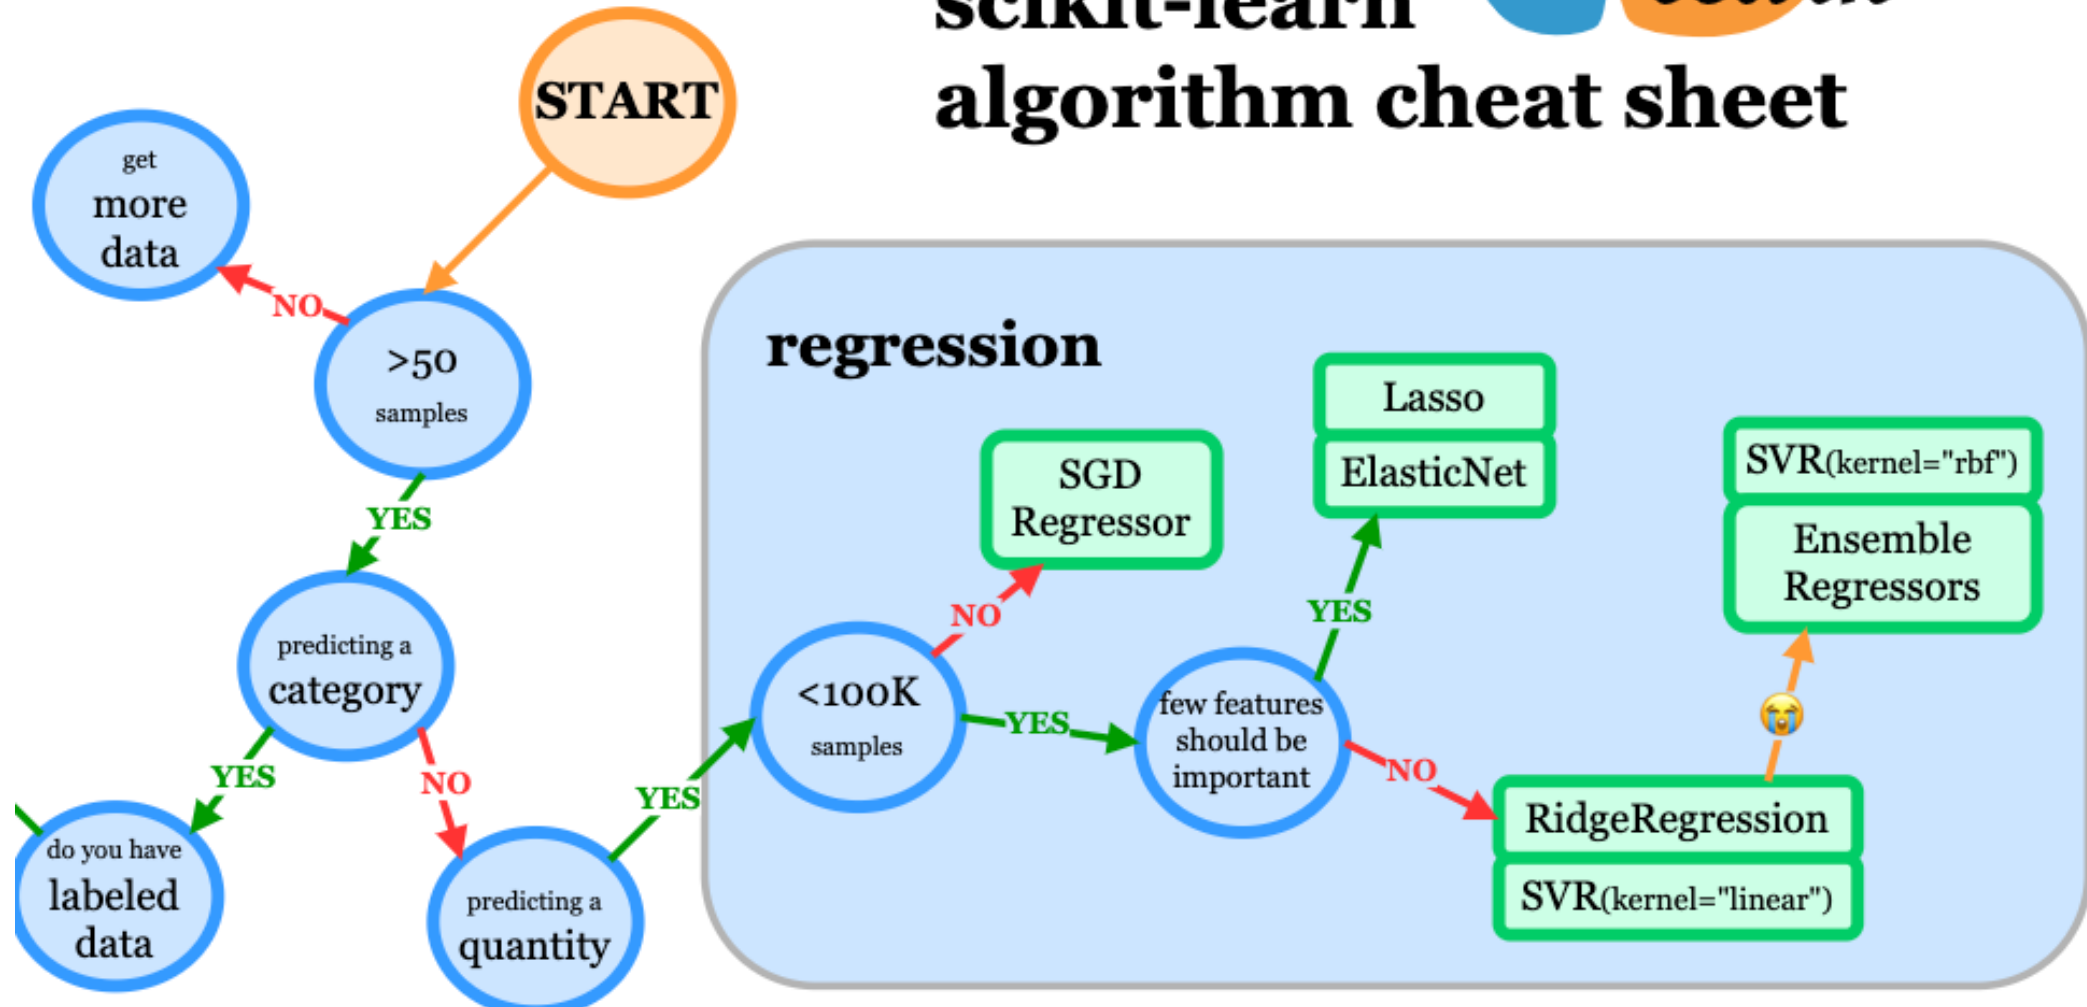 scikit-learn
algorithm cheat sheet
START
get
more
data
NO
>50
samples
YES
predicting a
category
YES
NO
do you have
labeled
data
predicting a
quantity
YES
regression
<100K
samples
NO
SGD
Regressor
YES
few features
should be
important
YES
Lasso
ElasticNet
NO
RidgeRegression
SVR(kernel="linear")
SVR(kernel="rbf")
Ensemble
Regressors